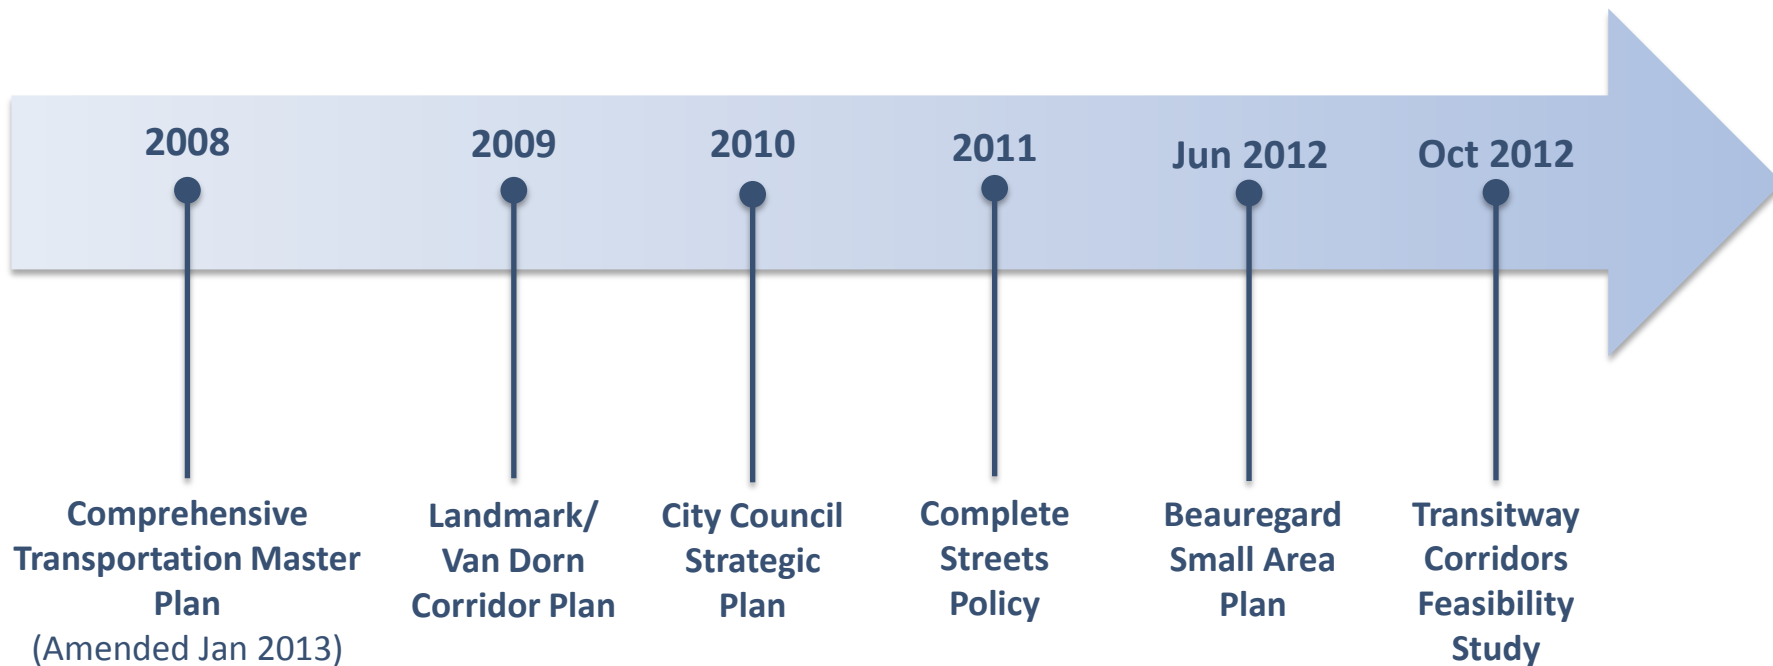 2008
2009
2010
2011
Jun 2012
Oct 2012
Comprehensive
Transportation Master
Plan
(Amended Jan 2013)
Landmark/
Van Dorn
Corridor Plan
City Council
Strategic
Plan
Complete
Streets
Policy
Beauregard
Small Area
Plan
Transitway
Corridors
Feasibility
Study